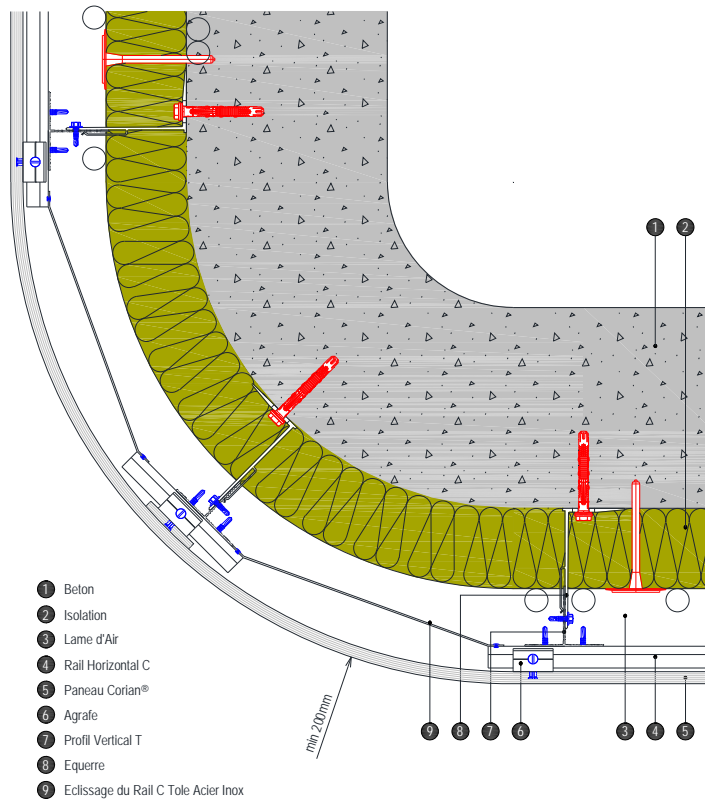 1 2
min 200mm
9 8 7 6 3 4 5
1 Beton
2 Isolation
3 Lame d'Air
4 Rail Horizontal C
5 Paneau Corian®
6 Agrafe
7 Profil Vertical T
8 Equerre
9 Eclissage du Rail C Tole Acier Inox